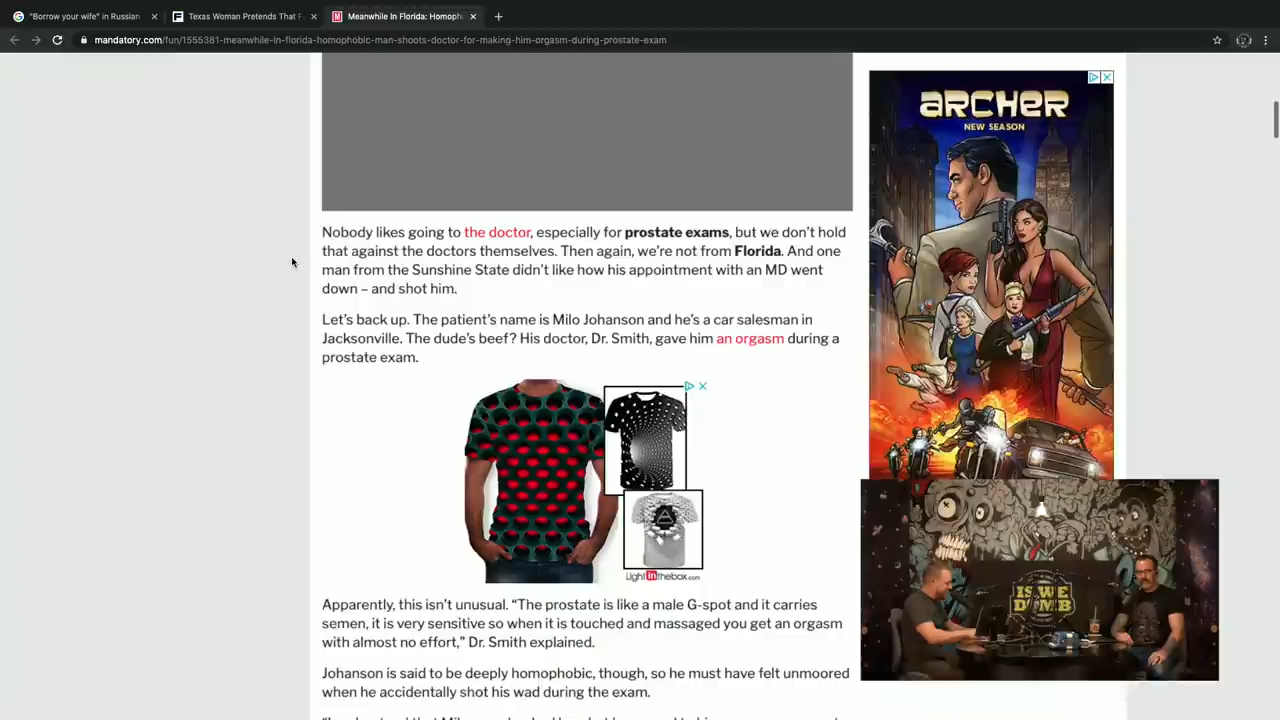 "Borrow your wife" in Russian
Texas Woman Pretends That F
Meanwhile In Florida: Homoph
mandatory.com/fun/1555381-meanwhile-in-florida-homophobic-man-shoots-doctor-for-making-him-orgasm-during-prostate-exam
ARCHER
NEW SEASON
Nobody likes going to the doctor, especially for prostate exams, but we don't hold
that against the doctors themselves. Then again, we're not from Florida. And one
man from the Sunshine State didn't like how his appointment with an MD went
down – and shot him.
Let's back up. The patient's name is Milo Johanson and he's a car salesman in
Jacksonville. The dude's beef? His doctor, Dr. Smith, gave him an orgasm during a
prostate exam.
LightInthebox.com
IS WE
DUMB
Apparently, this isn't unusual. “The prostate is like a male G-spot and it carries
semen, it is very sensitive so when it is touched and massaged you get an orgasm
with almost no effort,” Dr. Smith explained.
Johanson is said to be deeply homophobic, though, so he must have felt unmoored
when he accidentally shot his wad during the exam.